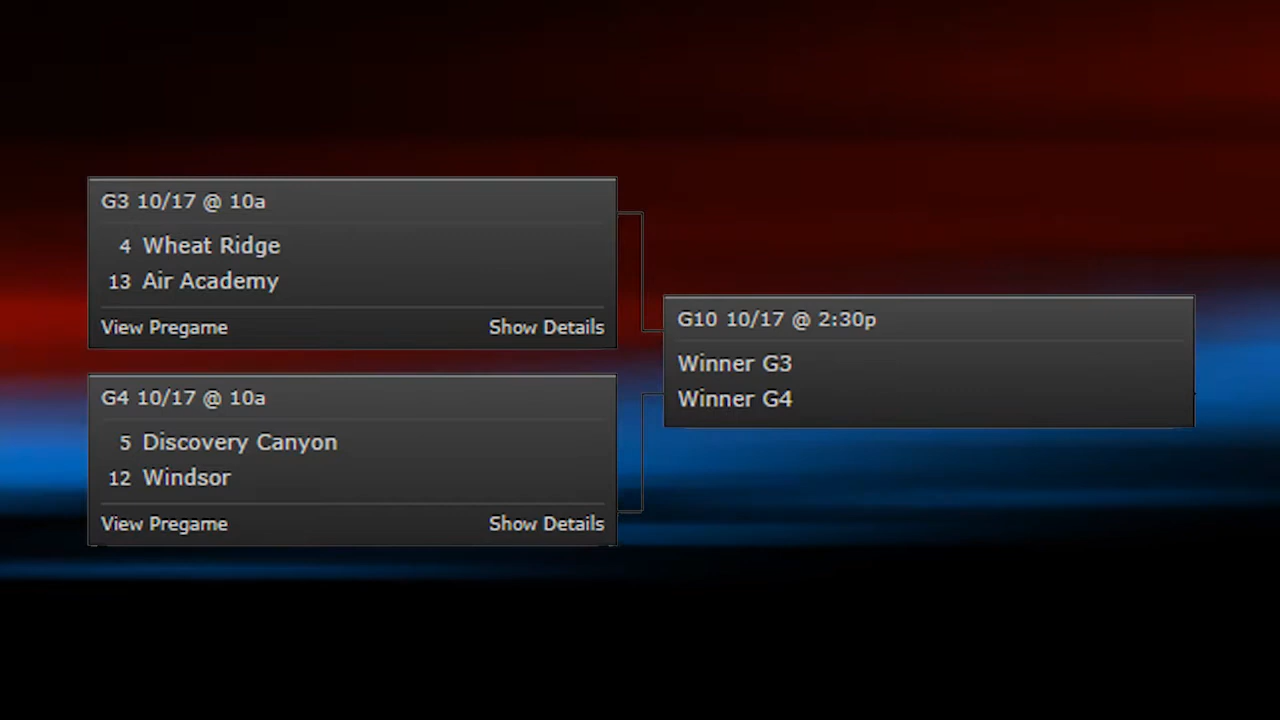 G3 10/17 @ 10a
4 Wheat Ridge
13 Air Academy
View Pregame Show Details
G4 10/17 @ 10a
5 Discovery Canyon
12 Windsor
View Pregame Show Details
G10 10/17 @ 2:30p
Winner G3
Winner G4